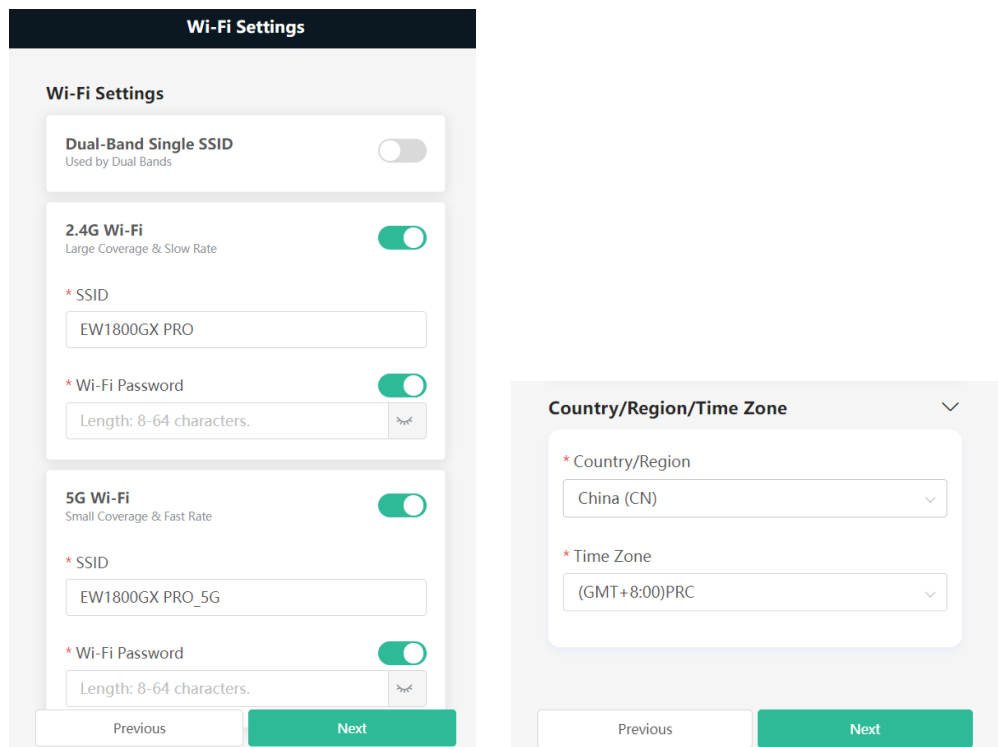 Wi-Fi Settings
Wi-Fi Settings
Dual-Band Single SSID
Used by Dual Bands
2.4G Wi-Fi
Large Coverage & Slow Rate
* SSID
EW1800GX PRO
* Wi-Fi Password
Length: 8-64 characters.
5G Wi-Fi
Small Coverage & Fast Rate
* SSID
EW1800GX PRO_5G
* Wi-Fi Password
Length: 8-64 characters.
Previous
Next
Country/Region/Time Zone
* Country/Region
China (CN)
* Time Zone
(GMT+8:00)PRC
Previous
Next